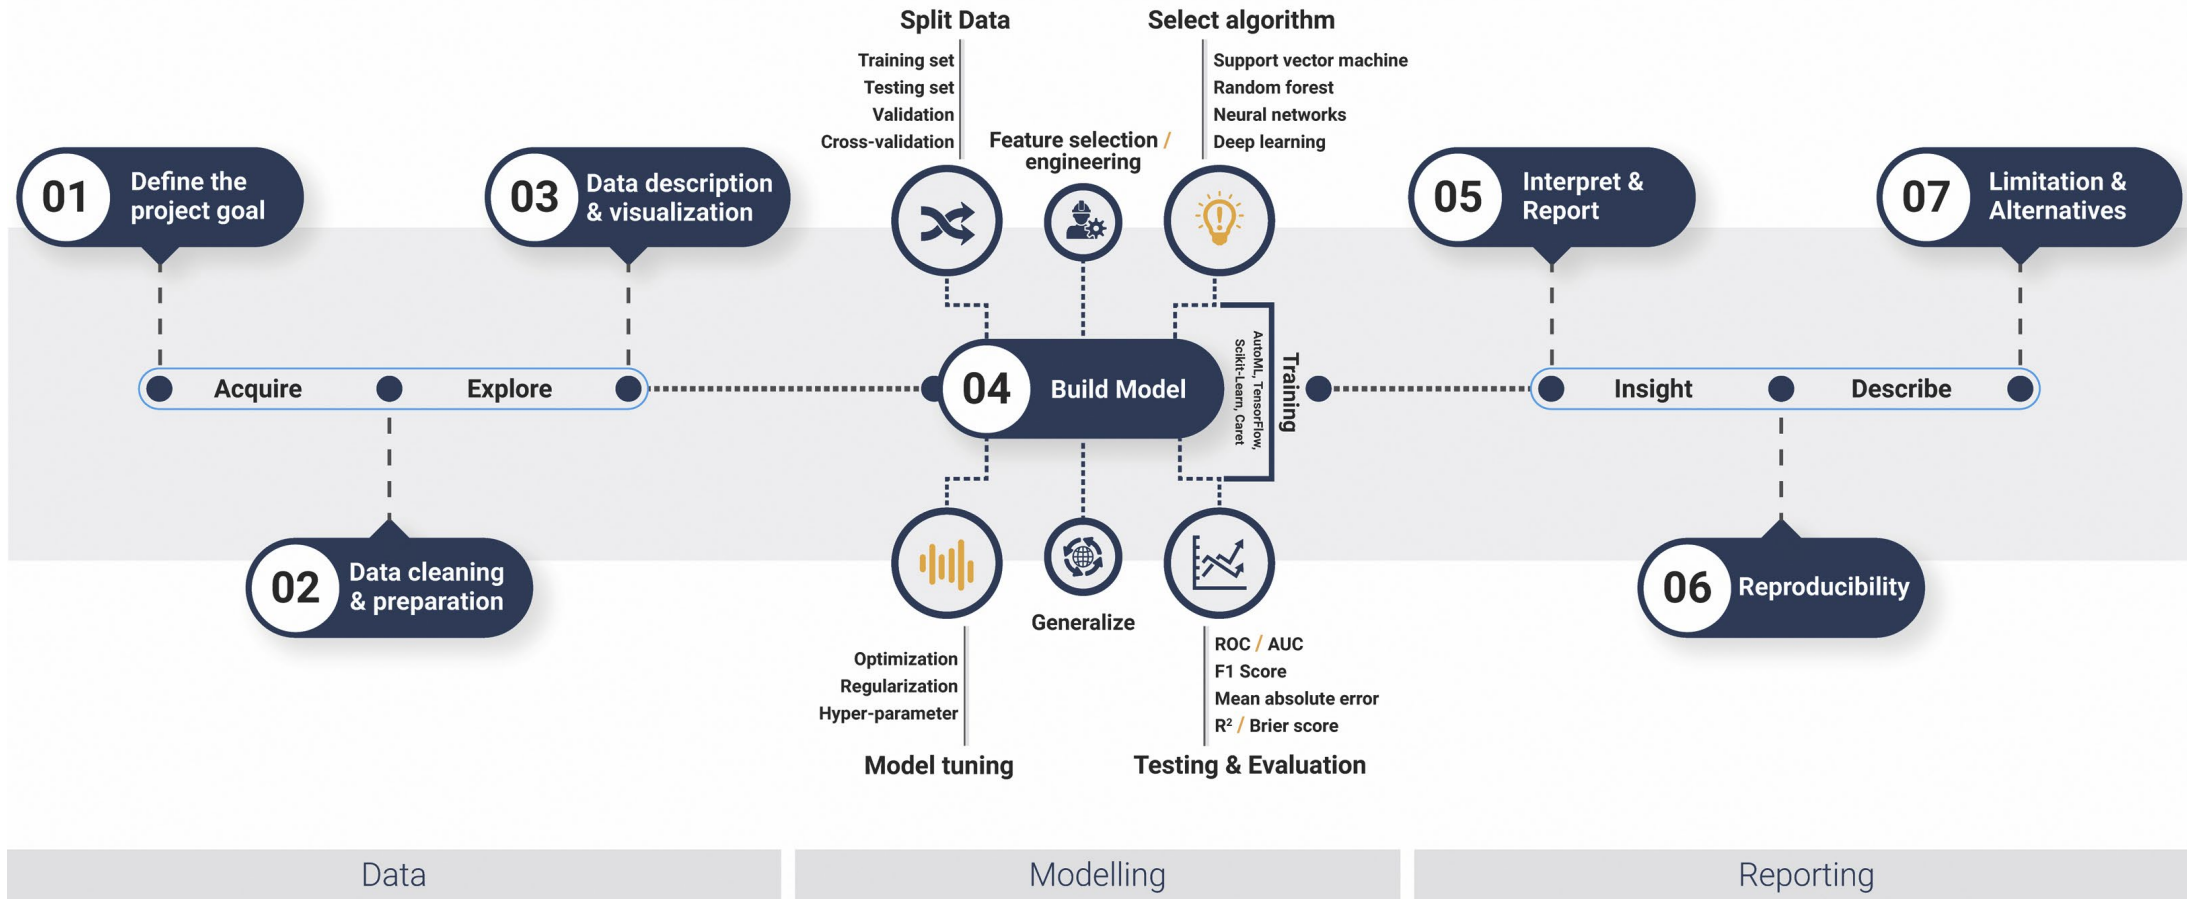 Split Data
Training set
Testing set
Validation
Cross-validation
Feature selection /
engineering
Select algorithm
Support vector machine
Random forest
Neural networks
Deep learning
01
Define the
project goal
03
Data description
& visualization
05
Interpret &
Report
07
Limitation &
Alternatives
Acquire
Explore
04
Build Model
AutoML, TensorFlow,
Scikit-Learn, Caret
Training
Insight
Describe
02
Data cleaning
& preparation
06
Reproducibility
Optimization
Regularization
Hyper-parameter
Model tuning
Generalize
ROC / AUC
F1 Score
Mean absolute error
R² / Brier score
Testing & Evaluation
Data
Modelling
Reporting